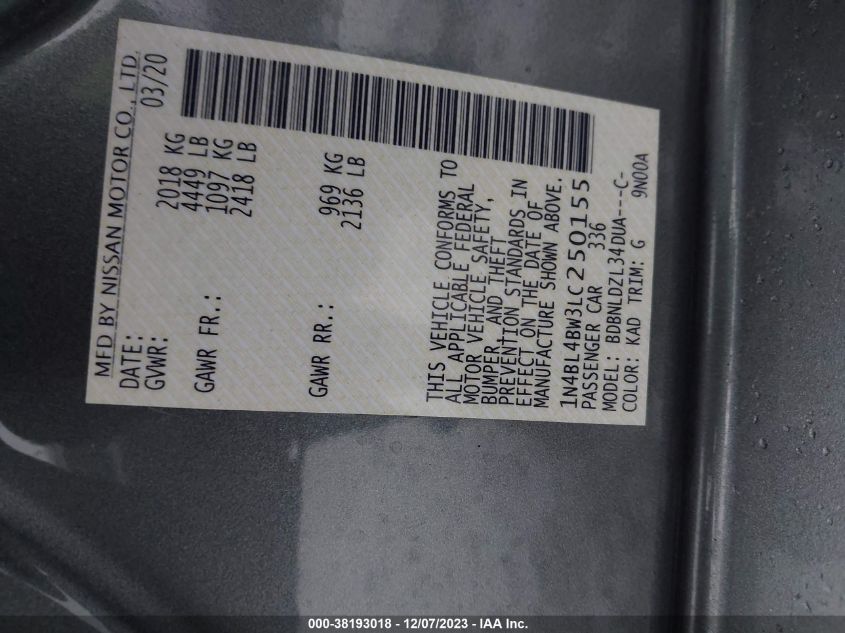 MFD BY NISSAN MOTOR CO., LTD.
DATE: 03/20
GVWR: 2018 KG
4449 LB
GAWR FR.: 1097 KG
2418 LB
GAWR RR.: 969 KG
2136 LB
THIS VEHICLE CONFORMS TO
ALL APPLICABLE FEDERAL
MOTOR VEHICLE SAFETY,
BUMPER, AND THEFT
PREVENTION STANDARDS IN
EFFECT ON THE DATE OF
MANUFACTURE SHOWN ABOVE.
1N4BL4BW3LC250155
PASSENGER CAR 336
MODEL: BDBNLDZL34DUA---C-
COLOR: KAD TRIM: G 9N00A
000-38193018 - 12/07/2023 - IAA Inc.